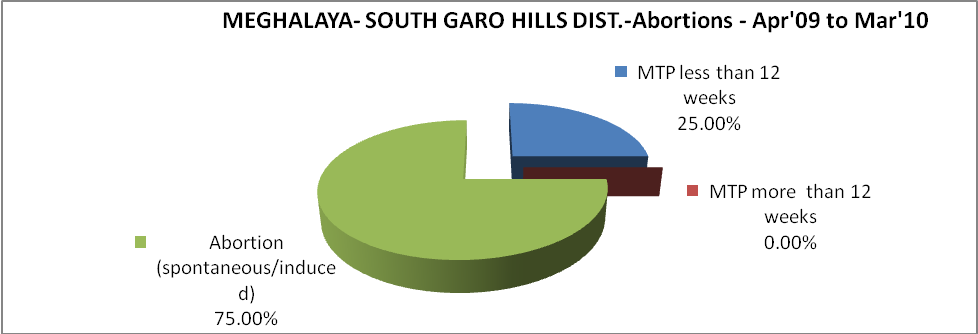 MEGHALAYA- SOUTH GARO HILLS DIST.-Abortions - Apr'09 to Mar'10
MTP less than 12
weeks
25.00%
MTP more  than 12
weeks
0.00%
Abortion
(spontaneous/induce
d)
75.00%